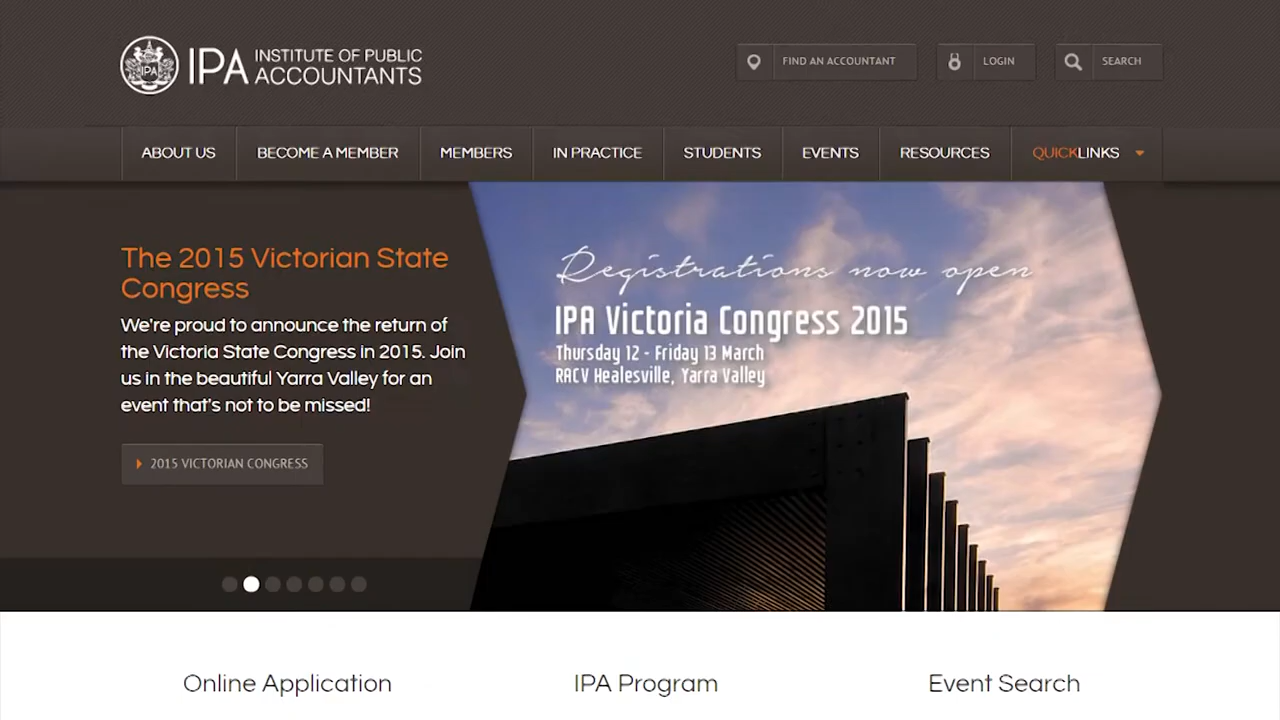 IPA
IPA INSTITUTE OF PUBLIC
ACCOUNTANTS
FIND AN ACCOUNTANT
LOGIN
SEARCH
ABOUT US
BECOME A MEMBER
MEMBERS
IN PRACTICE
STUDENTS
EVENTS
RESOURCES
QUICKLINKS
The 2015 Victorian State
Congress
We're proud to announce the return of
the Victoria State Congress in 2015. Join
us in the beautiful Yarra Valley for an
event that's not to be missed!
2015 VICTORIAN CONGRESS
Registrations now open
IPA Victoria Congress 2015
Thursday 12 - Friday 13 March
RACV Healesville, Yarra Valley
Online Application
IPA Program
Event Search